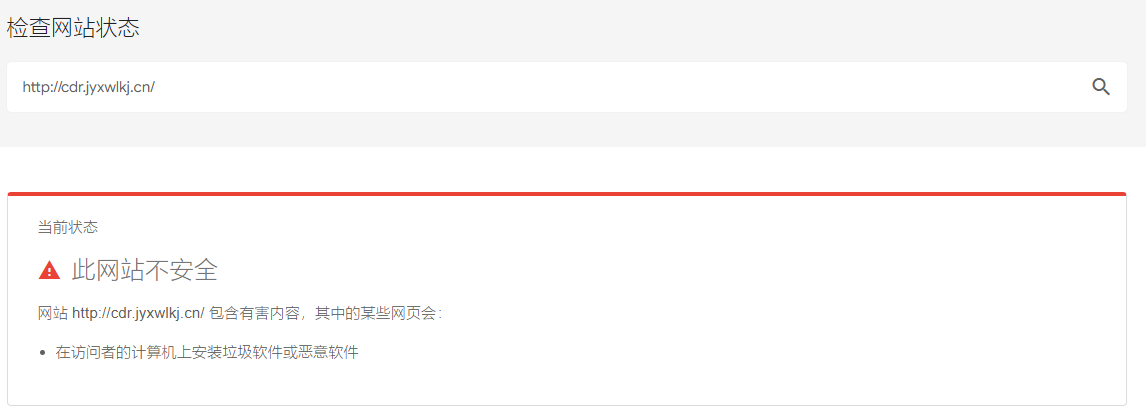 检查网站状态
http://cdr.jyxwlkj.cn/
当前状态
此网站不安全
网站 http://cdr.jyxwlkj.cn/ 包含有害内容，其中的某些网页会：
• 在访问者的计算机上安装垃圾软件或恶意软件